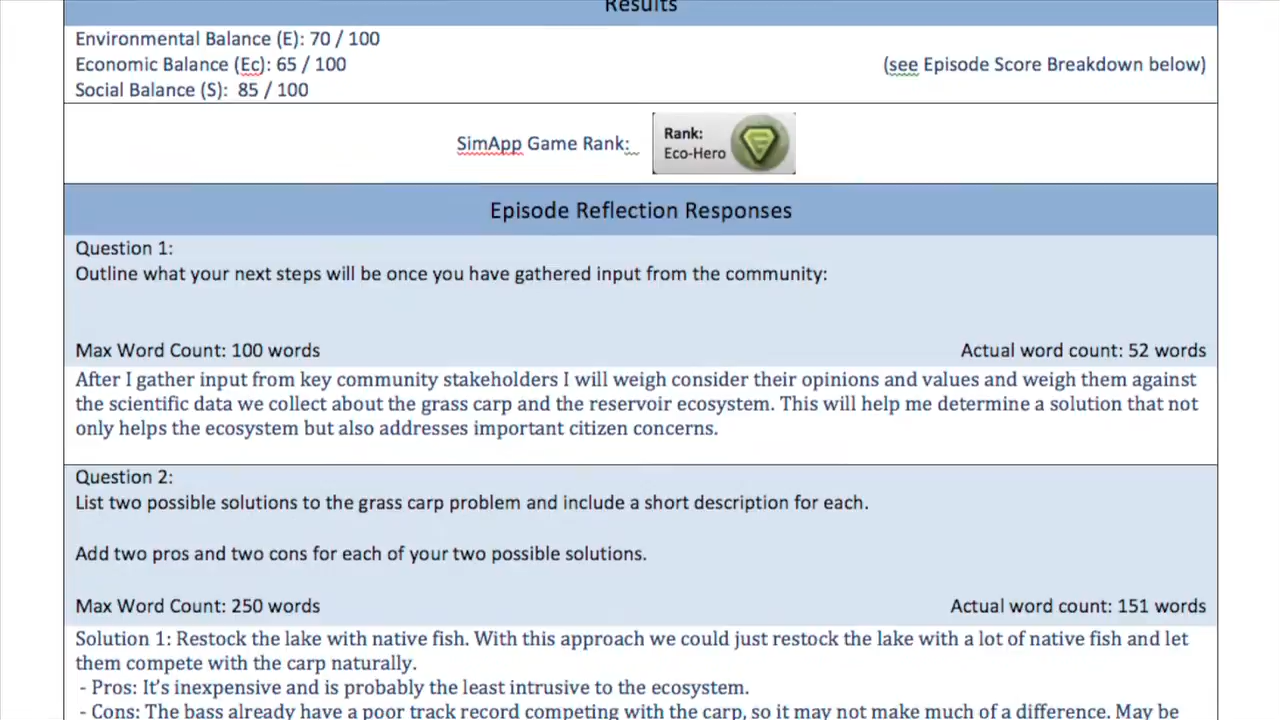 Results
Environmental Balance (E): 70 / 100
Economic Balance (Ec): 65 / 100
(see Episode Score Breakdown below)
Social Balance (S): 85 / 100
SimApp Game Rank:
Rank:
Eco-Hero
Episode Reflection Responses
Question 1:
Outline what your next steps will be once you have gathered input from the community:
Max Word Count: 100 words
Actual word count: 52 words
After I gather input from key community stakeholders I will weigh consider their opinions and values and weigh them against
the scientific data we collect about the grass carp and the reservoir ecosystem. This will help me determine a solution that not
only helps the ecosystem but also addresses important citizen concerns.
Question 2:
List two possible solutions to the grass carp problem and include a short description for each.
Add two pros and two cons for each of your two possible solutions.
Max Word Count: 250 words
Actual word count: 151 words
Solution 1: Restock the lake with native fish. With this approach we could just restock the lake with a lot of native fish and let
them compete with the carp naturally.
- Pros: It's inexpensive and is probably the least intrusive to the ecosystem.
- Cons: The bass already have a poor track record competing with the carp, so it may not make much of a difference. May be